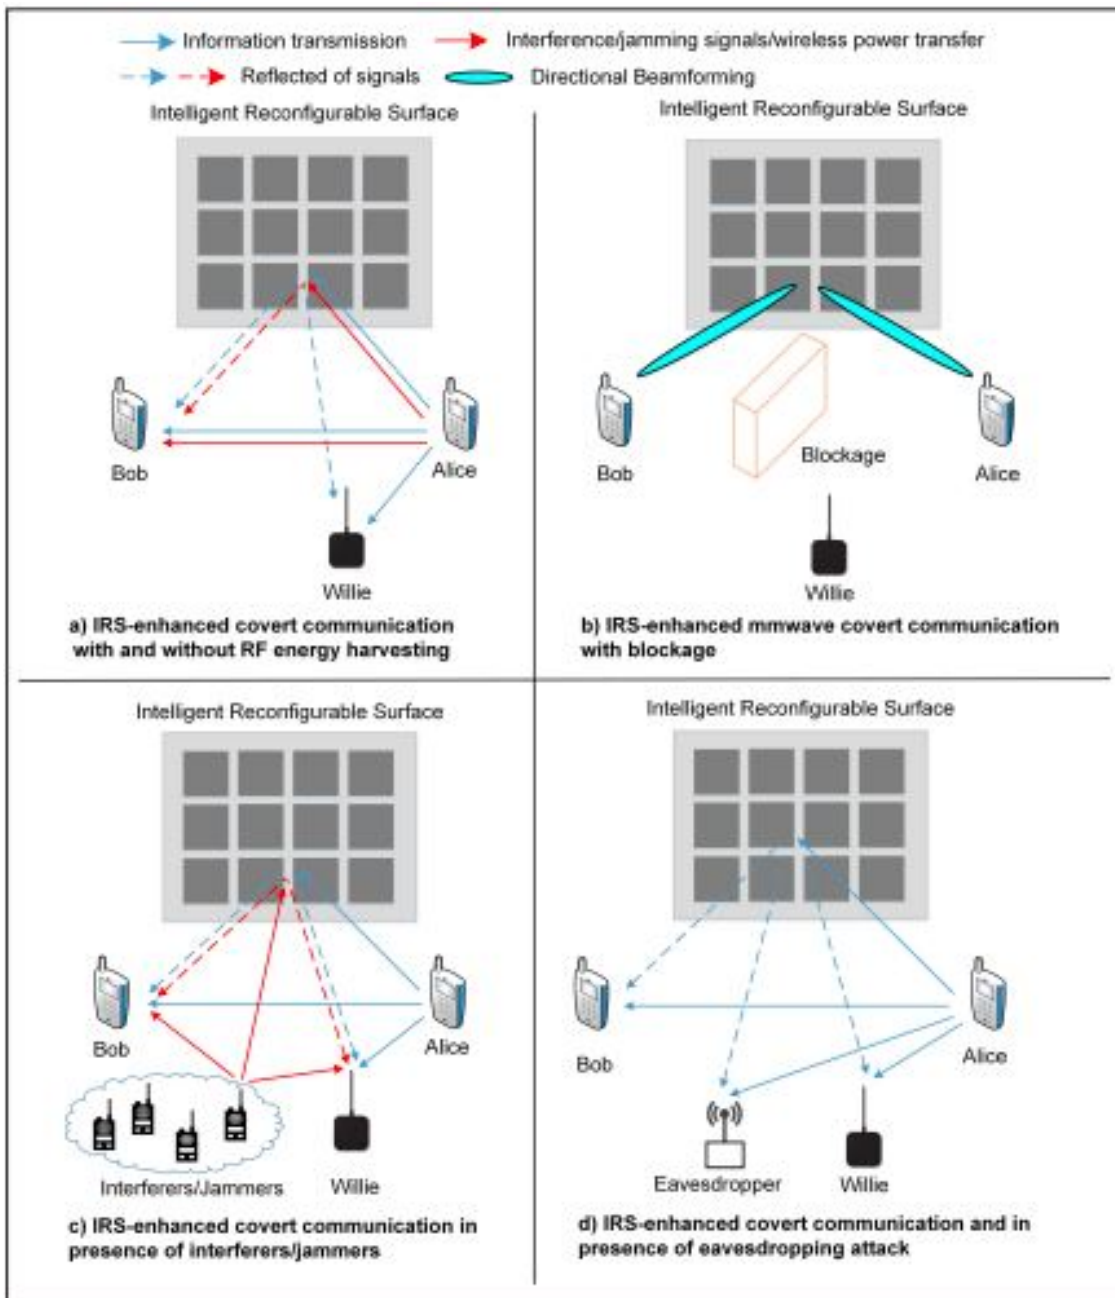 Information transmission
Interference/jamming signals/wireless power transfer
Reflected of signals
Directional Beamforming
Intelligent Reconfigurable Surface
Bob
Alice
Willie
a) IRS-enhanced covert communication
with and without RF energy harvesting
Intelligent Reconfigurable Surface
Bob
Blockage
Alice
Willie
b) IRS-enhanced mmwave covert communication
with blockage
Intelligent Reconfigurable Surface
Bob
Alice
Interferers/Jammers
Willie
c) IRS-enhanced covert communication in
presence of interferers/jammers
Intelligent Reconfigurable Surface
Bob
Alice
Eavesdropper
Willie
d) IRS-enhanced covert communication and in
presence of eavesdropping attack